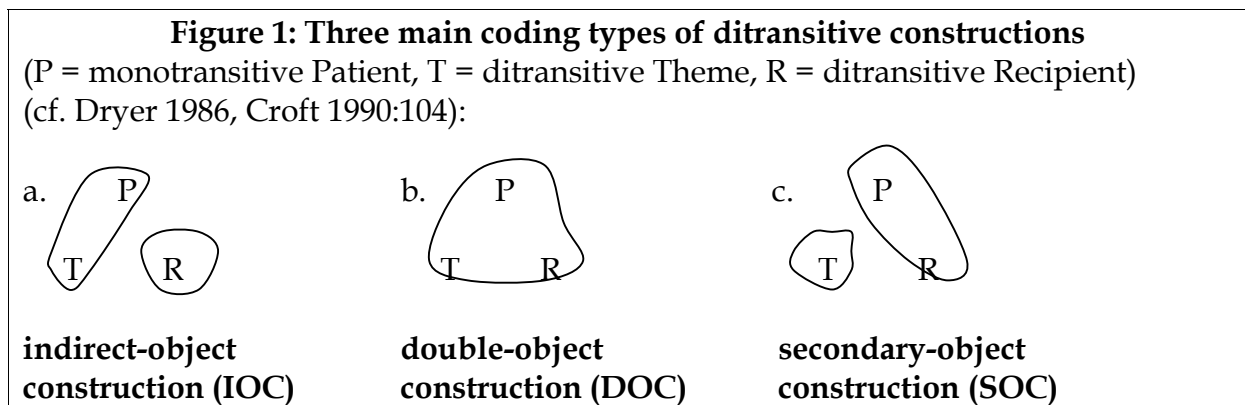 Figure 1: Three main coding types of ditransitive constructions
(P = monotransitive Patient, T = ditransitive Theme, R = ditransitive Recipient)
(cf. Dryer 1986, Croft 1990:104):
a. P b. P c. P
T R T R T R
indirect-object double-object secondary-object
construction (IOC) construction (DOC) construction (SOC)